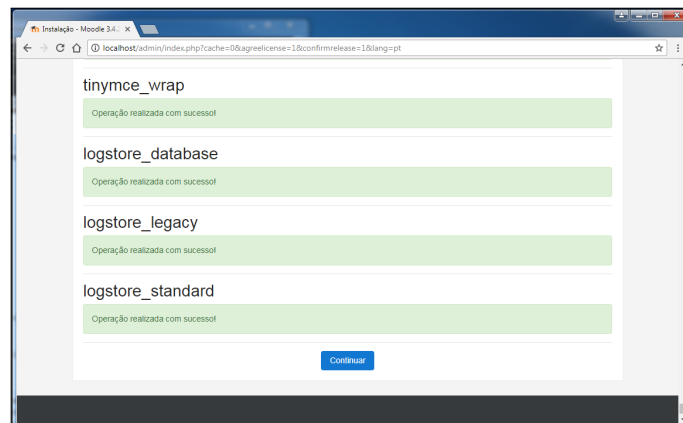 Instalação - Moodle 3.4.
localhost/admin/index.php?cache=0&agreelicense=1&confirmrelease=1&lang=pt
tinymce_wrap
Operação realizada com sucesso!
logstore_database
Operação realizada com sucesso!
logstore_legacy
Operação realizada com sucesso!
logstore_standard
Operação realizada com sucesso!
Continuar